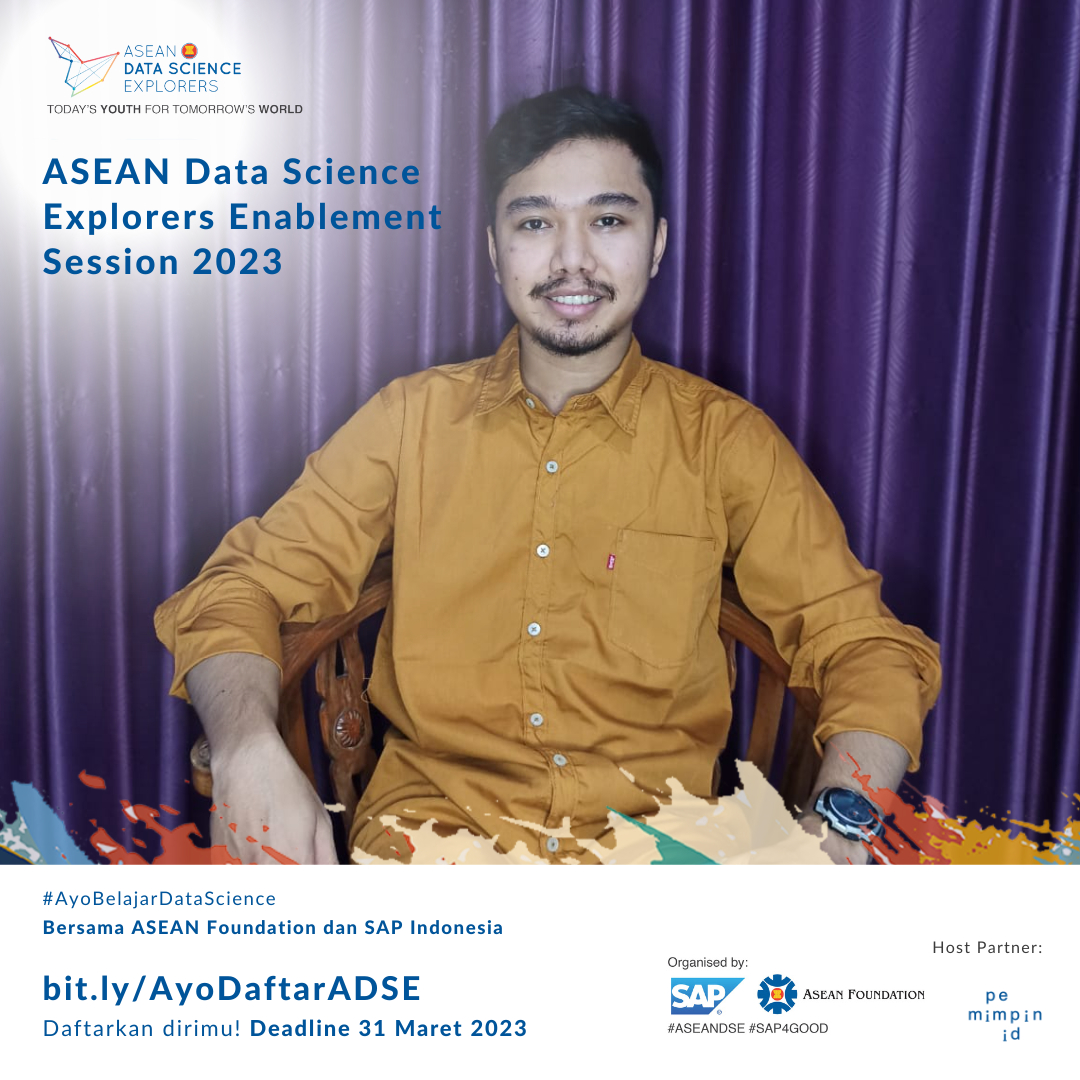 ASEAN
DATA SCIENCE
EXPLORERS
TODAY'S YOUTH FOR TOMORROW'S WORLD
ASEAN Data Science
Explorers Enablement
Session 2023
#AyoBelajarDataScience
Bersama ASEAN Foundation dan SAP Indonesia
bit.ly/AyoDaftarADSE
Daftarkan dirimu! Deadline 31 Maret 2023
Organised by:
SAP ®
ASEAN FOUNDATION
#ASEANDSE #SAP4GOOD
Host Partner:
pe
mimpin
id